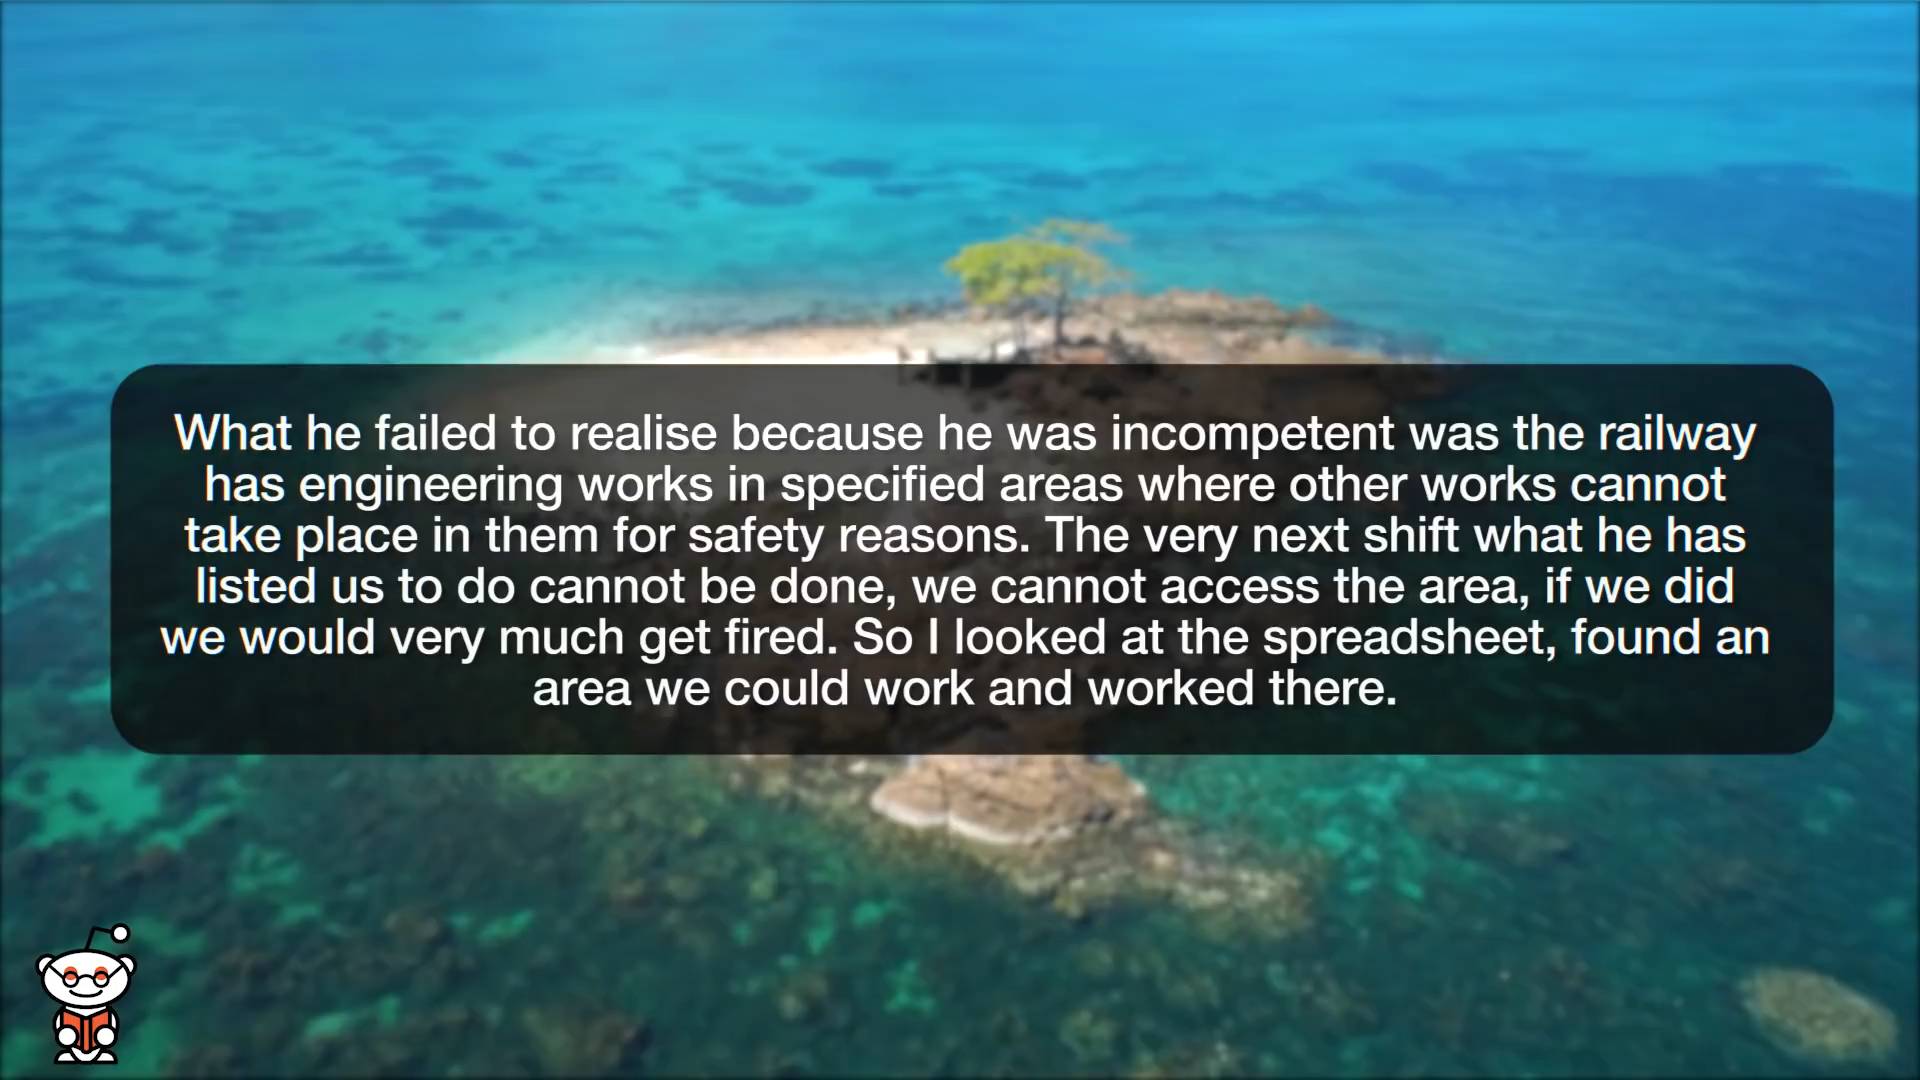 What he failed to realise because he was incompetent was the railway
has engineering works in specified areas where other works cannot
take place in them for safety reasons. The very next shift what he has
listed us to do cannot be done, we cannot access the area, if we did
we would very much get fired. So I looked at the spreadsheet, found an
area we could work and worked there.